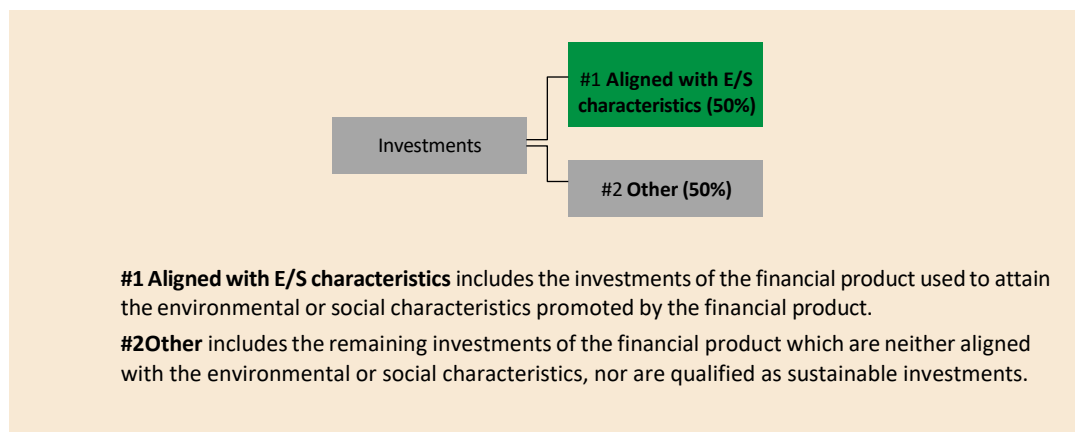 #1 Aligned with E/S
characteristics (50%)
Investments
#2 Other (50%)
#1 Aligned with E/S characteristics includes the investments of the financial product used to attain
the environmental or social characteristics promoted by the financial product.
#2Other includes the remaining investments of the financial product which are neither aligned
with the environmental or social characteristics, nor are qualified as sustainable investments.